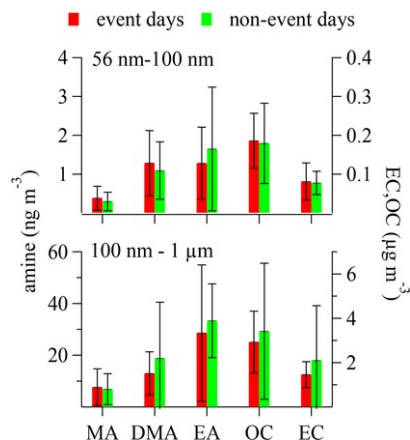 event days non-event days
56 nm-100 nm
4
3
2
1
0.4
0.3
0.2
0.1
amine (ng m⁻³)
EC,OC (µg m⁻³)
100 nm - 1 µm
60
40
20
6
4
2
MA DMA EA OC EC